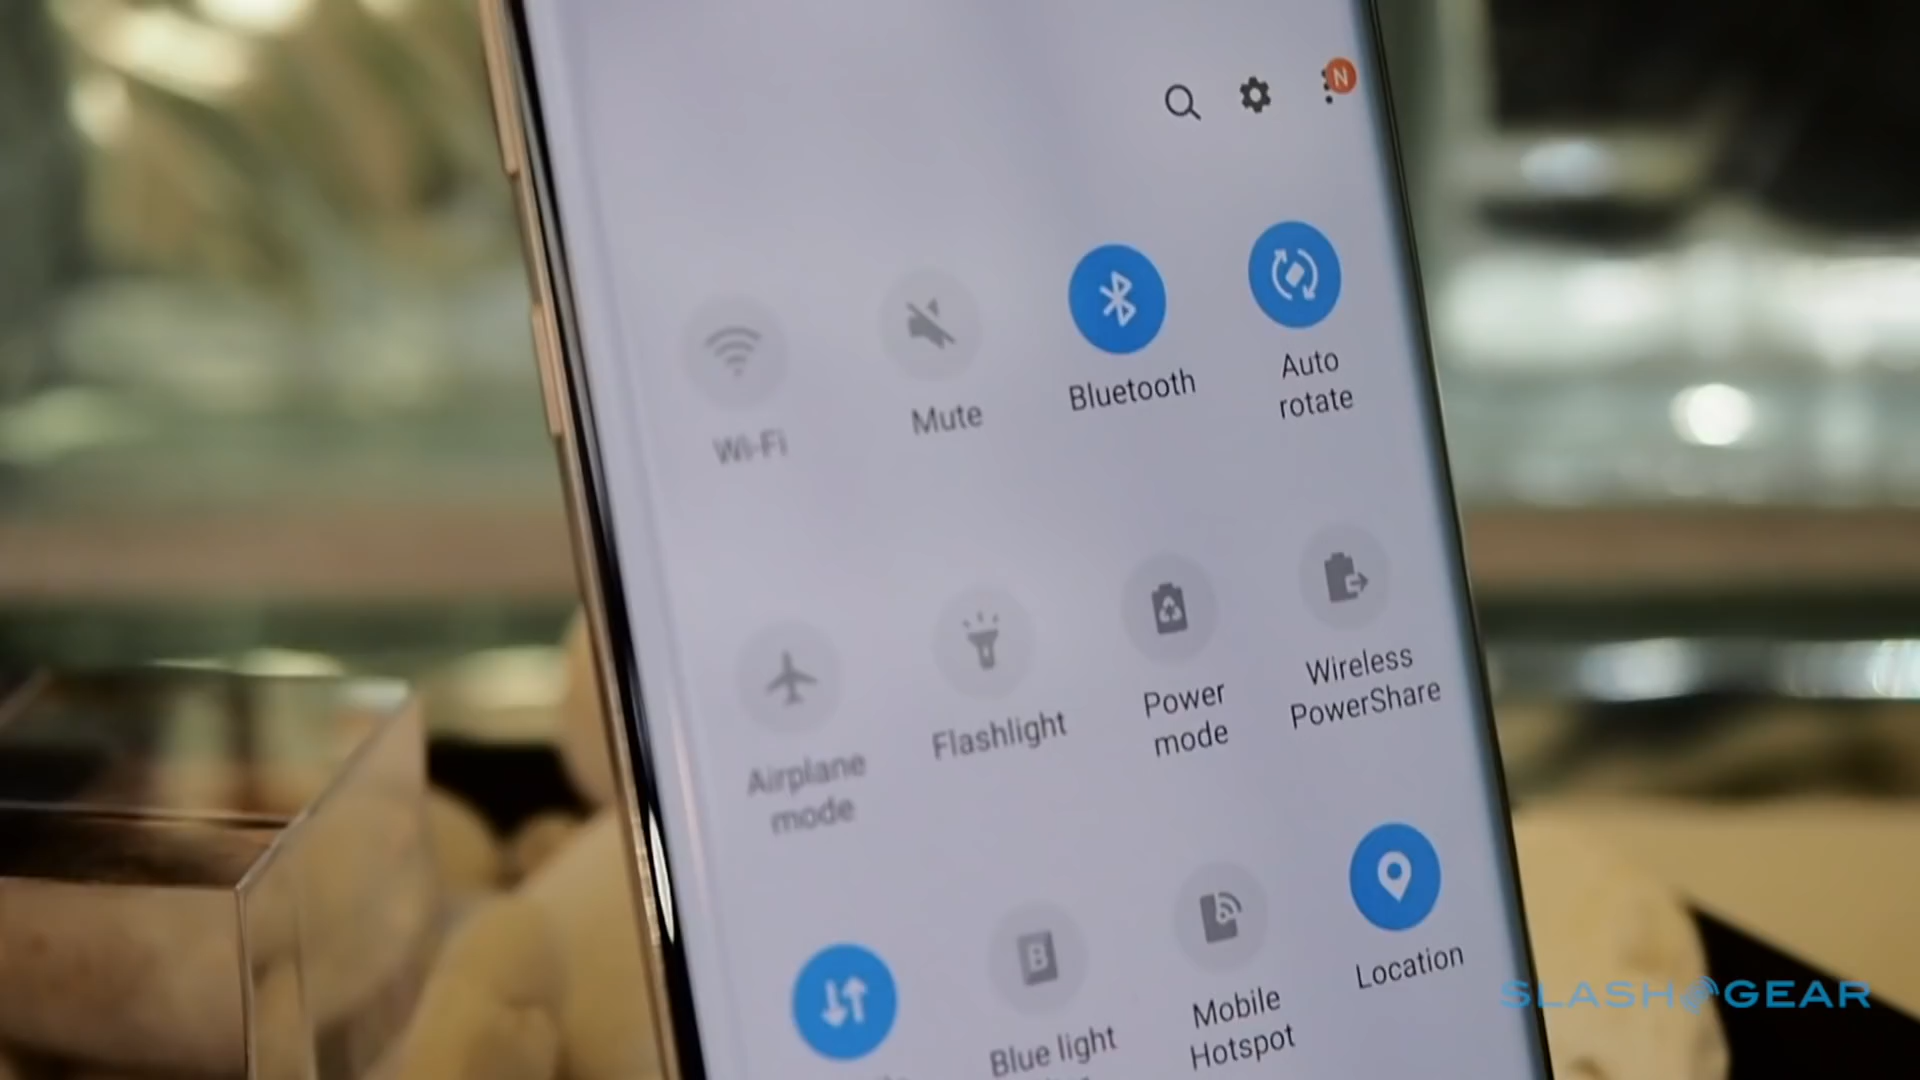 N
Wi-Fi
Mute
Bluetooth
Auto
rotate
Airplane
mode
Flashlight
Power
mode
Wireless
PowerShare
B
Blue light
Mobile
Hotspot
Location
SLASHGEAR